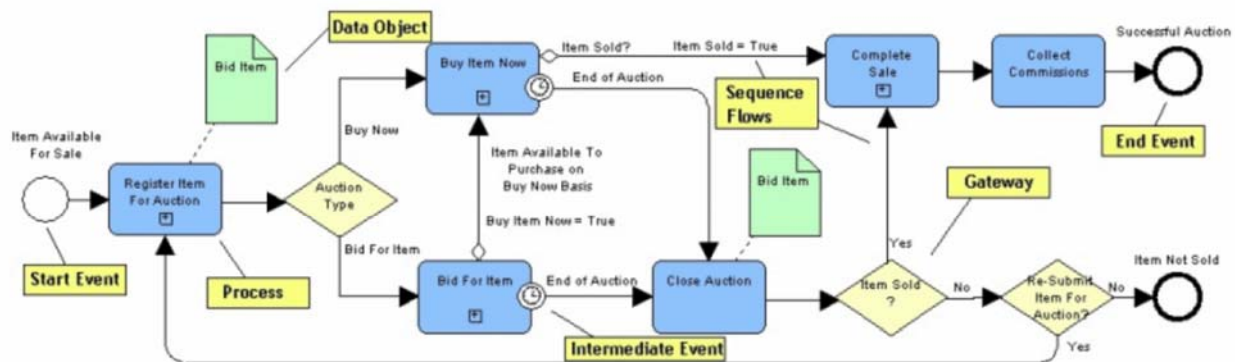 Data Object
Bid Item
Item Available
For Sale
Register Item
For Auction
Start Event
Process
Auction
Type
Buy Now
Bid For Item
Buy Item Now
Item Sold?
Item Sold = True
End of Auction
Item Available To
Purchase on
Buy Now Basis
Buy Item Now = True
Bid For Item
End of Auction
Intermediate Event
Close Auction
Bid Item
Sequence
Flows
Complete
Sale
Collect
Commissions
Successful Auction
End Event
Gateway
Yes
Item Sold
?
No
Re-Submit
Item For
Auction?
No
Yes
Item Not Sold